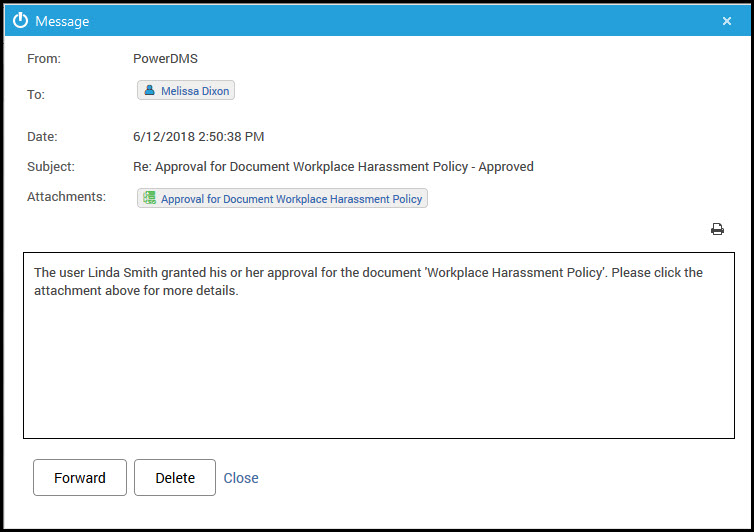 Message
From: PowerDMS
To: Melissa Dixon
Date: 6/12/2018 2:50:38 PM
Subject: Re: Approval for Document Workplace Harassment Policy - Approved
Attachments: Approval for Document Workplace Harassment Policy
The user Linda Smith granted his or her approval for the document 'Workplace Harassment Policy'. Please click the
attachment above for more details.
Forward Delete Close